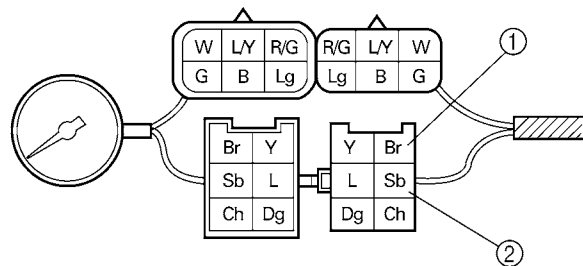 W L/Y R/G R/G L/Y W
G B Lg Lg B G
1
Br Y Y Br
Sb L L Sb
Ch Dg Dg Ch
2